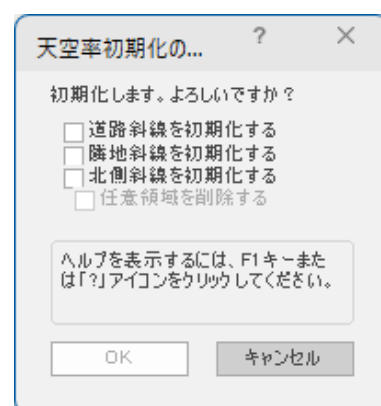 天空率初期化の...
?
初期化します。よろしいですか？
道路斜線を初期化する
隣地斜線を初期化する
北側斜線を初期化する
任意領域を削除する
ヘルプを表示するには、F1キーまた
は「?」アイコンをクリックしてください。
OK
キャンセル